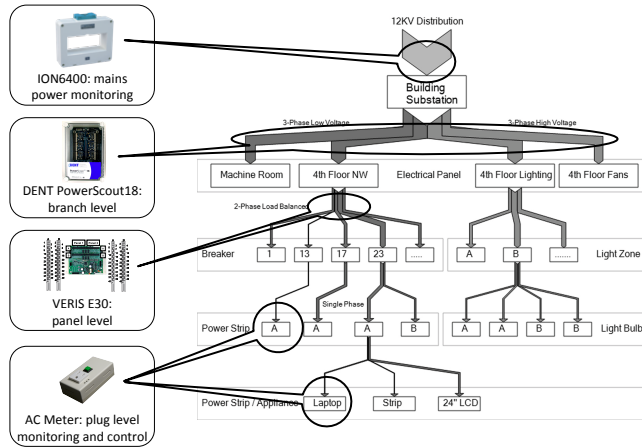 12KV Distribution
ION6400: mains
power monitoring
Building
Substation
3-Phase Low Voltage
3-Phase High Voltage
DENT
DENT PowerScout18:
branch level
Machine Room
4th Floor NW
Electrical Panel
4th Floor Lighting
4th Floor Fans
2-Phase Load Balanced
Breaker
1
13
17
23
.....
A
B
.......
Light Zone
VERIS E30:
panel level
Single Phase
Power Strip
A
A
A
B
A
A
B
B
Light Bulb
AC Meter: plug level
monitoring and control
Power Strip / Appliance
Laptop
Strip
24" LCD